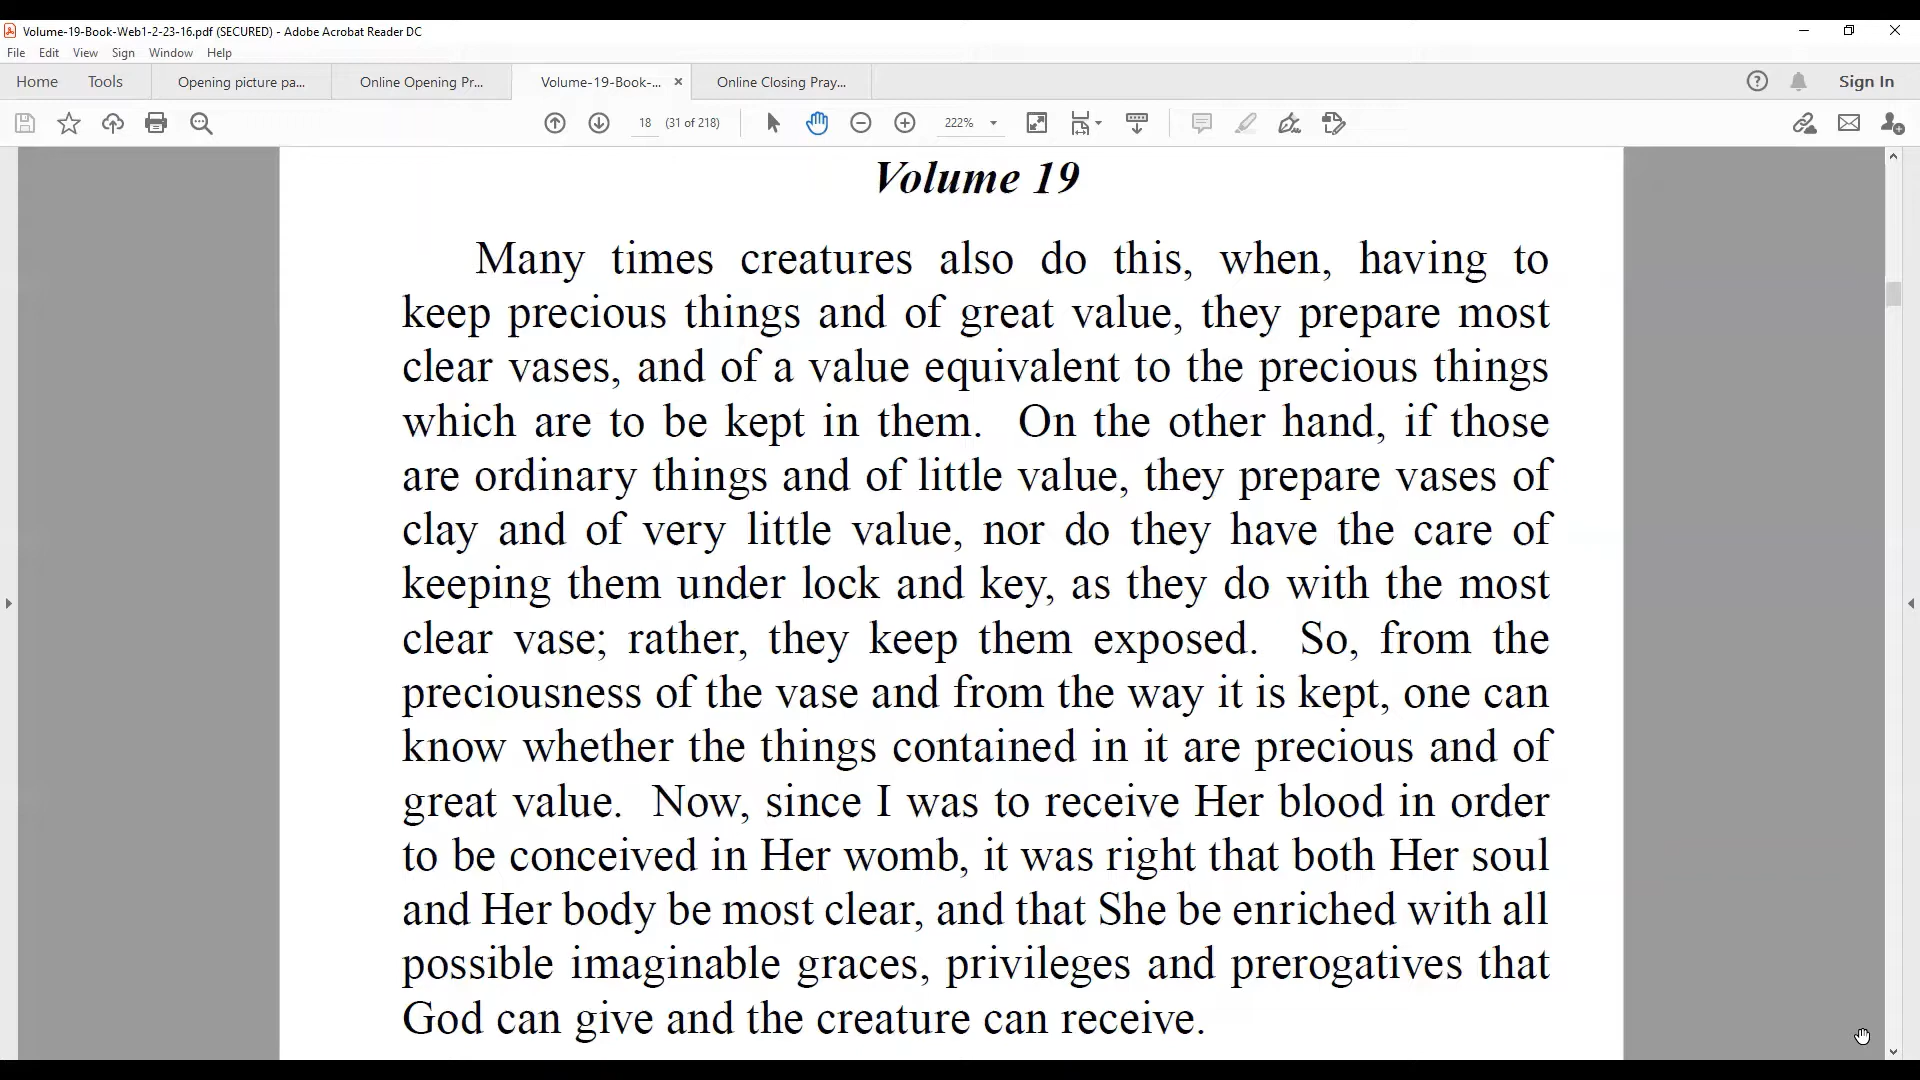 Volume-19-Book-Web1-2-23-16.pdf (SECURED) - Adobe Acrobat Reader DC
File Edit View Sign Window Help
Home Tools Opening picture pa... Online Opening Pr... Volume-19-Book-... × Online Closing Pray... Sign In
18 (31 of 218) 222%
Volume 19
Many times creatures also do this, when, having to
keep precious things and of great value, they prepare most
clear vases, and of a value equivalent to the precious things
which are to be kept in them. On the other hand, if those
are ordinary things and of little value, they prepare vases of
clay and of very little value, nor do they have the care of
keeping them under lock and key, as they do with the most
clear vase; rather, they keep them exposed. So, from the
preciousness of the vase and from the way it is kept, one can
know whether the things contained in it are precious and of
great value. Now, since I was to receive Her blood in order
to be conceived in Her womb, it was right that both Her soul
and Her body be most clear, and that She be enriched with all
possible imaginable graces, privileges and prerogatives that
God can give and the creature can receive.